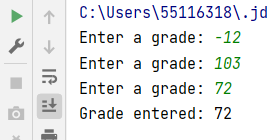 C:\Users\55116318\.jd
Enter a grade: -12
Enter a grade: 103
Enter a grade: 72
Grade entered: 72